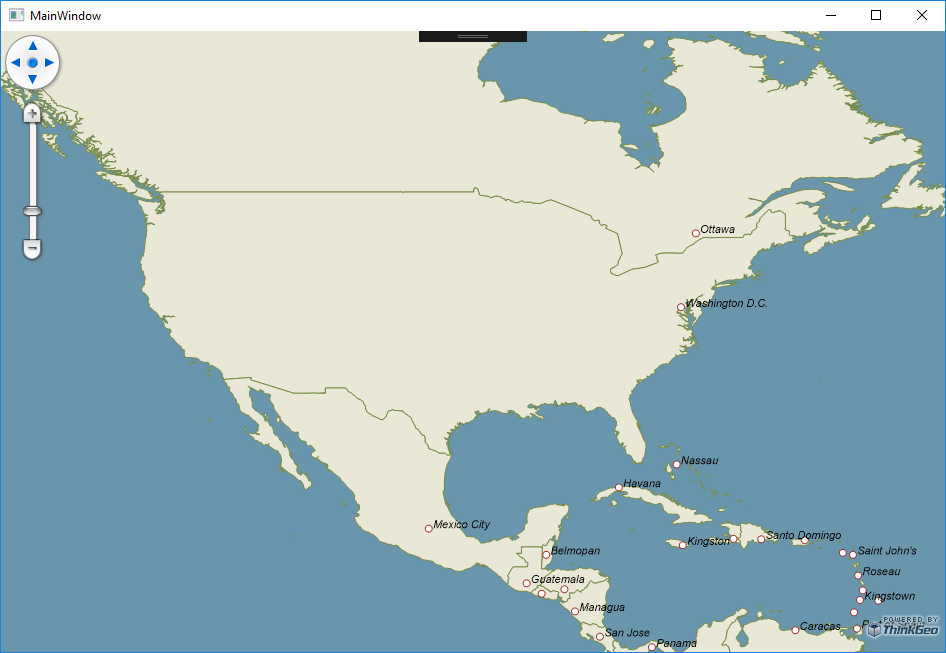 MainWindow
Ottawa
Washington D.C.
Nassau
Havana
Mexico City
Kingston
Santo Domingo
Belmopan
Saint John's
Roseau
Guatemala
Kingstown
Managua
Caracas
San Jose
Panama
POWERED BY
ThinkGeo